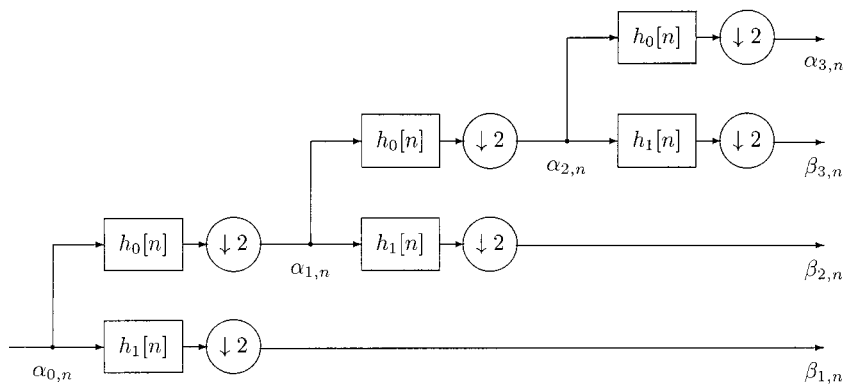 h₀[n] ↓2
α₃,ₙ
h₀[n] ↓2 h₁[n] ↓2
α₂,ₙ β₃,ₙ
h₀[n] ↓2 h₁[n] ↓2
α₁,ₙ β₂,ₙ
h₁[n] ↓2
α₀,ₙ β₁,ₙ